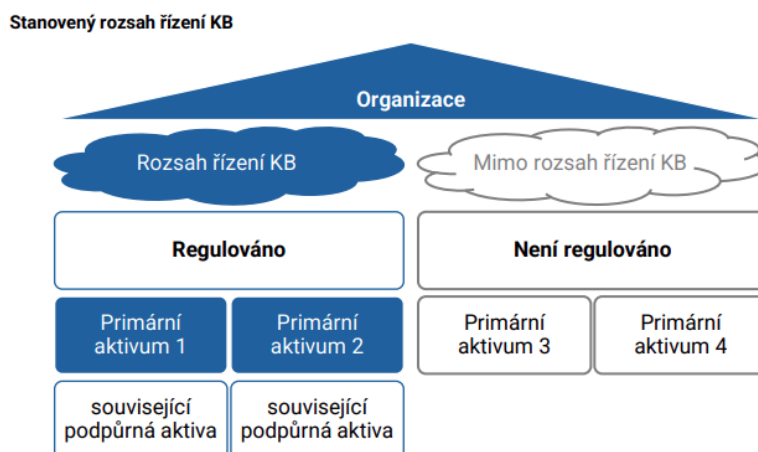 Stanovený rozsah řízení KB
Organizace
Rozsah řízení KB
Mimo rozsah řízení KB
Regulováno
Není regulováno
Primární
aktivum 1
Primární
aktivum 2
Primární
aktivum 3
Primární
aktivum 4
související
podpůrná aktiva
související
podpůrná aktiva